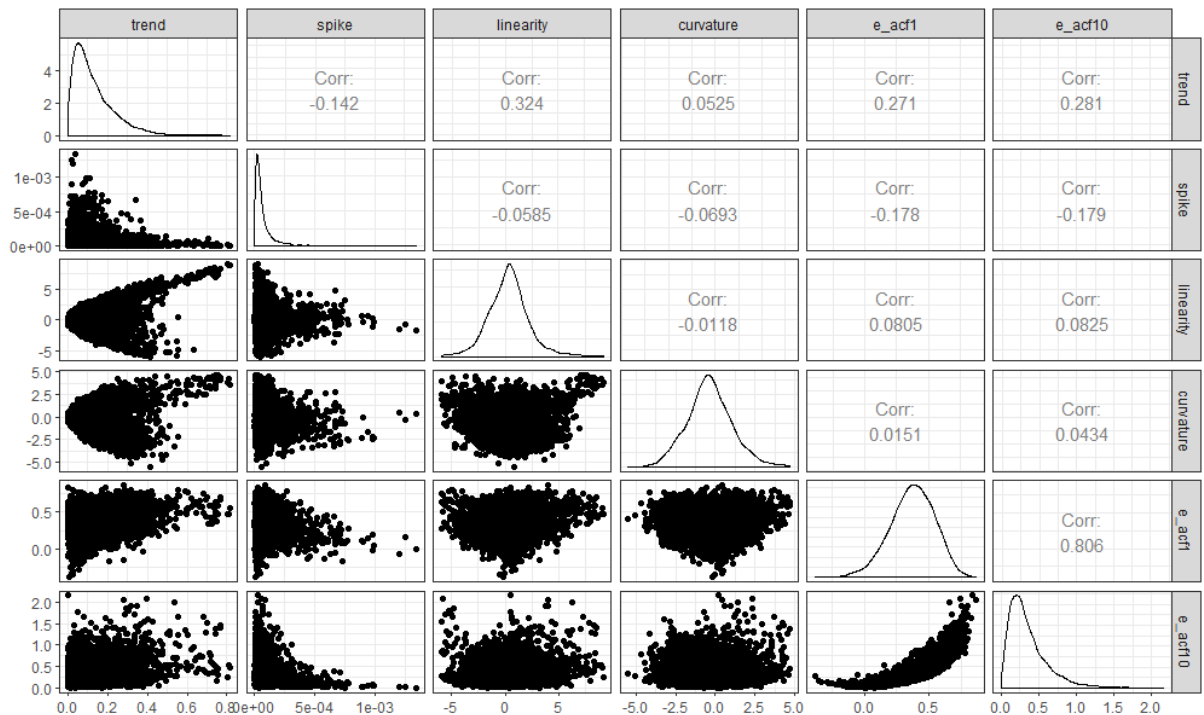 trend spike linearity curvature e_acf1 e_acf10
4
2
0
Corr:
-0.142
Corr:
0.324
Corr:
0.0525
Corr:
0.271
Corr:
0.281
trend
1e-03
5e-04
0e+00
Corr:
-0.0585
Corr:
-0.0693
Corr:
-0.178
Corr:
-0.179
spike
5
0
-5
Corr:
-0.0118
Corr:
0.0805
Corr:
0.0825
linearity
5.0
2.5
0.0
-2.5
-5.0
Corr:
0.0151
Corr:
0.0434
curvature
0.5
0.0
Corr:
0.806
e_acf1
2.0
1.5
1.0
0.5
0.0
e_acf10
0.0 0.2 0.4 0.6 0.8 0e+00 5e-04 1e-03 -5 0 5 -5.0 -2.5 0.0 2.5 5.0 0.0 0.5 0.0 0.5 1.0 1.5 2.0